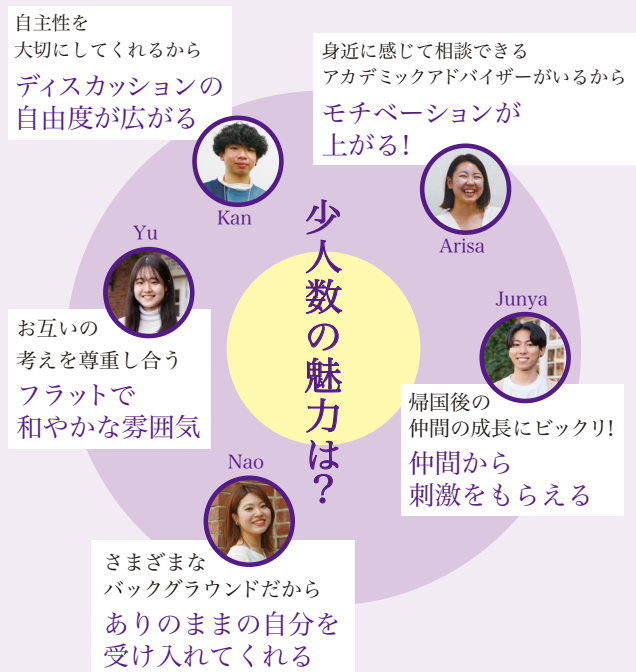 自主性を
大切にしてくれるから
ディスカッションの
自由度が広がる
Kan
身近に感じて相談できる
アカデミックアドバイザーがいるから
モチベーションが
上がる!
Arisa
少人数の魅力は?
Yu
お互いの
考えを尊重し合う
フラットで
和やかな雰囲気
Junya
帰国後の
仲間の成長にビックリ!
仲間から
刺激をもらえる
Nao
さまざまな
バックグラウンドだから
ありのままの自分を
受け入れてくれる